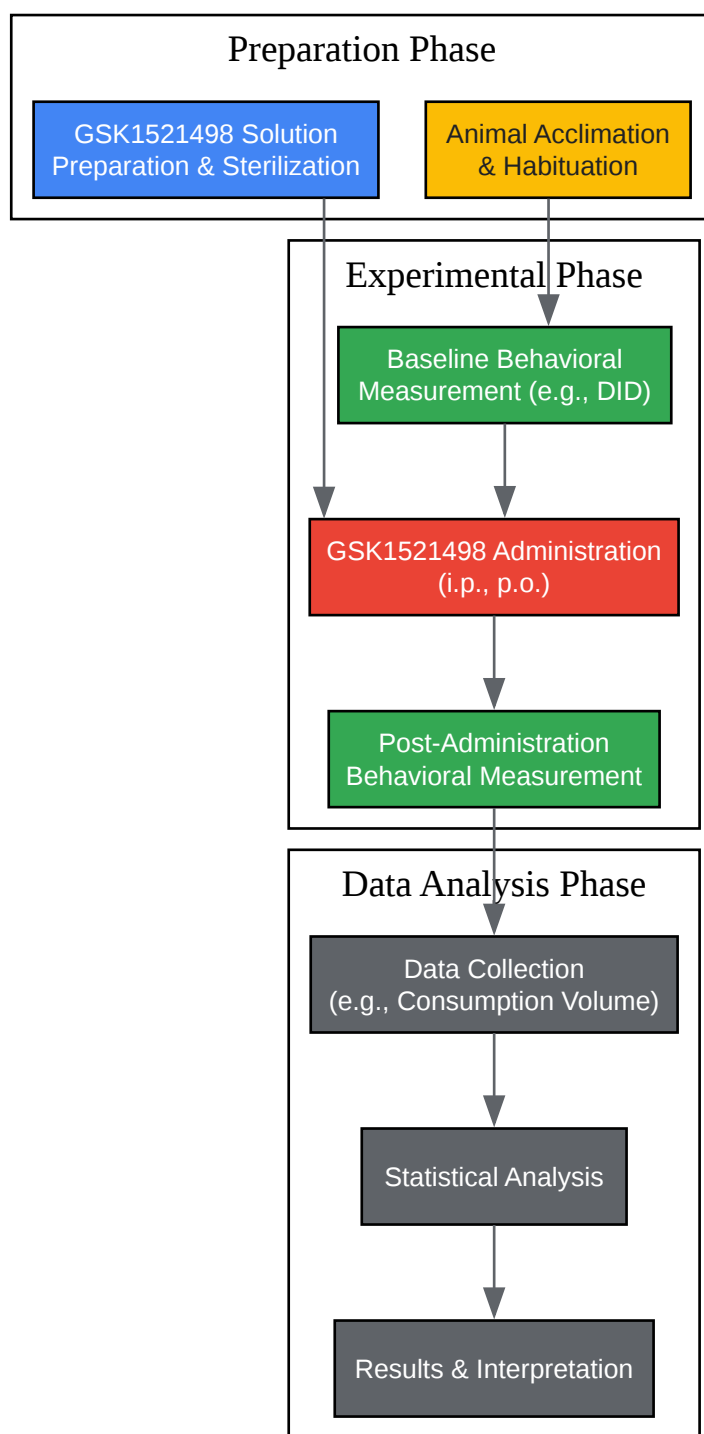 Preparation Phase
GSK1521498 Solution
Preparation & Sterilization
Animal Acclimation
& Habituation
Experimental Phase
Baseline Behavioral
Measurement (e.g., DID)
GSK1521498 Administration
(i.p., p.o.)
Post-Administration
Behavioral Measurement
Data Analysis Phase
Data Collection
(e.g., Consumption Volume)
Statistical Analysis
Results & Interpretation